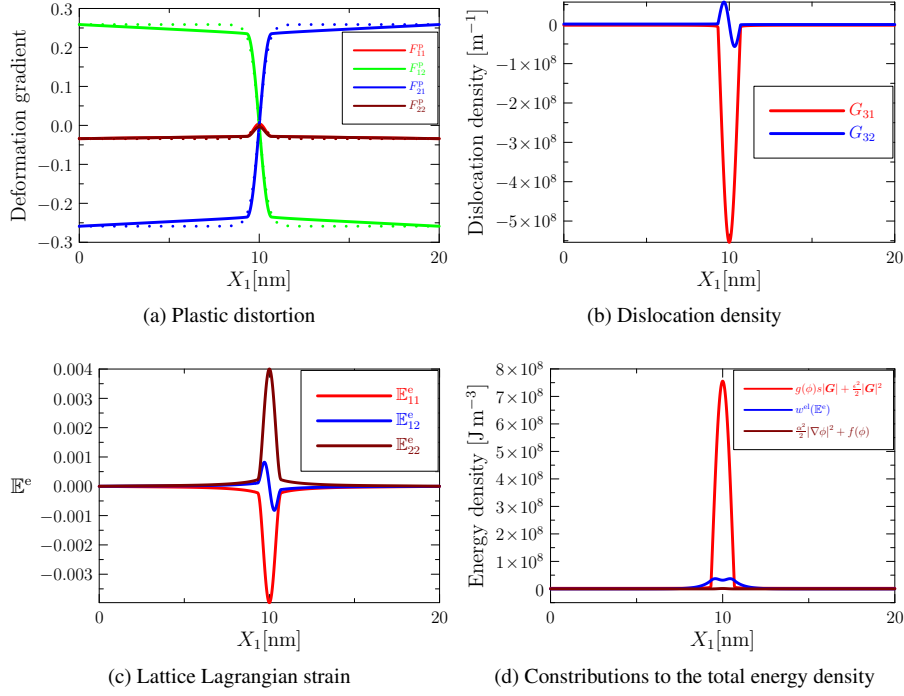 Deformation gradient
0.3
0.2
0.1
0.0
−0.1
−0.2
−0.3
F^p_11
F^p_12
F^p_21
F^p_22
0
10
20
X_1[nm]
(a) Plastic distortion
Dislocation density [m^−1]
0
−1×10^8
−2×10^8
−3×10^8
−4×10^8
−5×10^8
G_31
G_32
0
10
20
X_1[nm]
(b) Dislocation density
𝔼^e
0.004
0.003
0.002
0.001
0.000
−0.001
−0.002
−0.003
𝔼^e_11
𝔼^e_12
𝔼^e_22
0
10
20
X_1[nm]
(c) Lattice Lagrangian strain
Energy density [J m^−3]
8×10^8
7×10^8
6×10^8
5×10^8
4×10^8
3×10^8
2×10^8
1×10^8
0
g(ϕ)s|G| + ε²/2 |G|²
w^el(𝔼^e)
α²/2 |∇ϕ|² + f(ϕ)
0
10
20
X_1[nm]
(d) Constributions to the total energy density